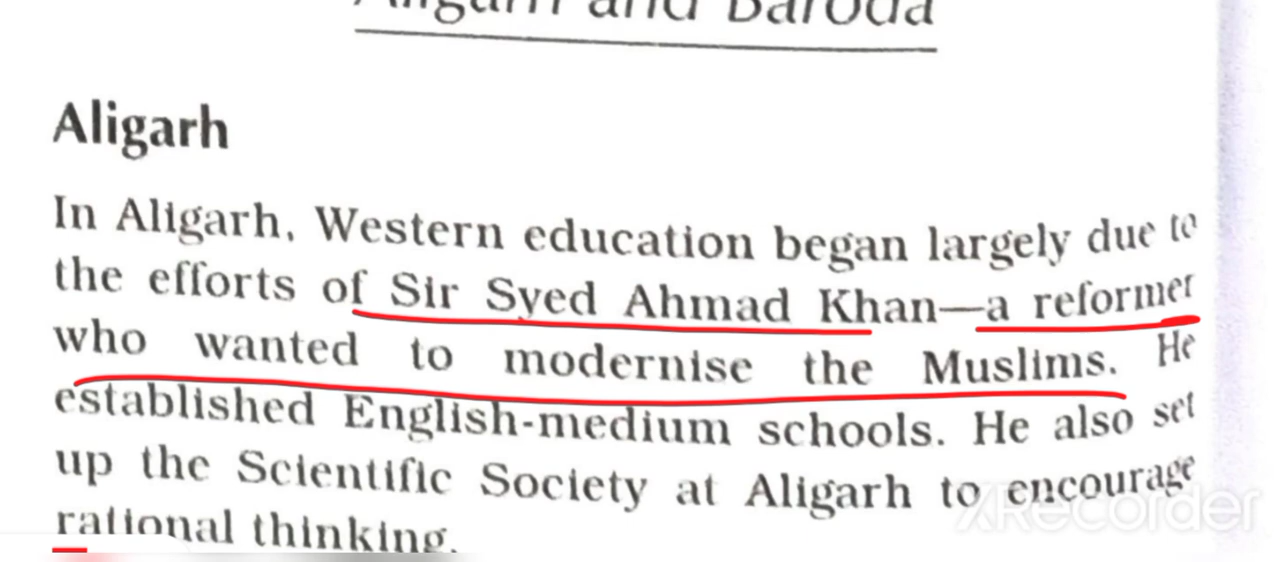 Aligarh and Baroda
Aligarh
In Aligarh, Western education began largely due to
the efforts of Sir Syed Ahmad Khan—a reformer
who wanted to modernise the Muslims. He
established English-medium schools. He also set
up the Scientific Society at Aligarh to encourage
rational thinking.
XRecorder